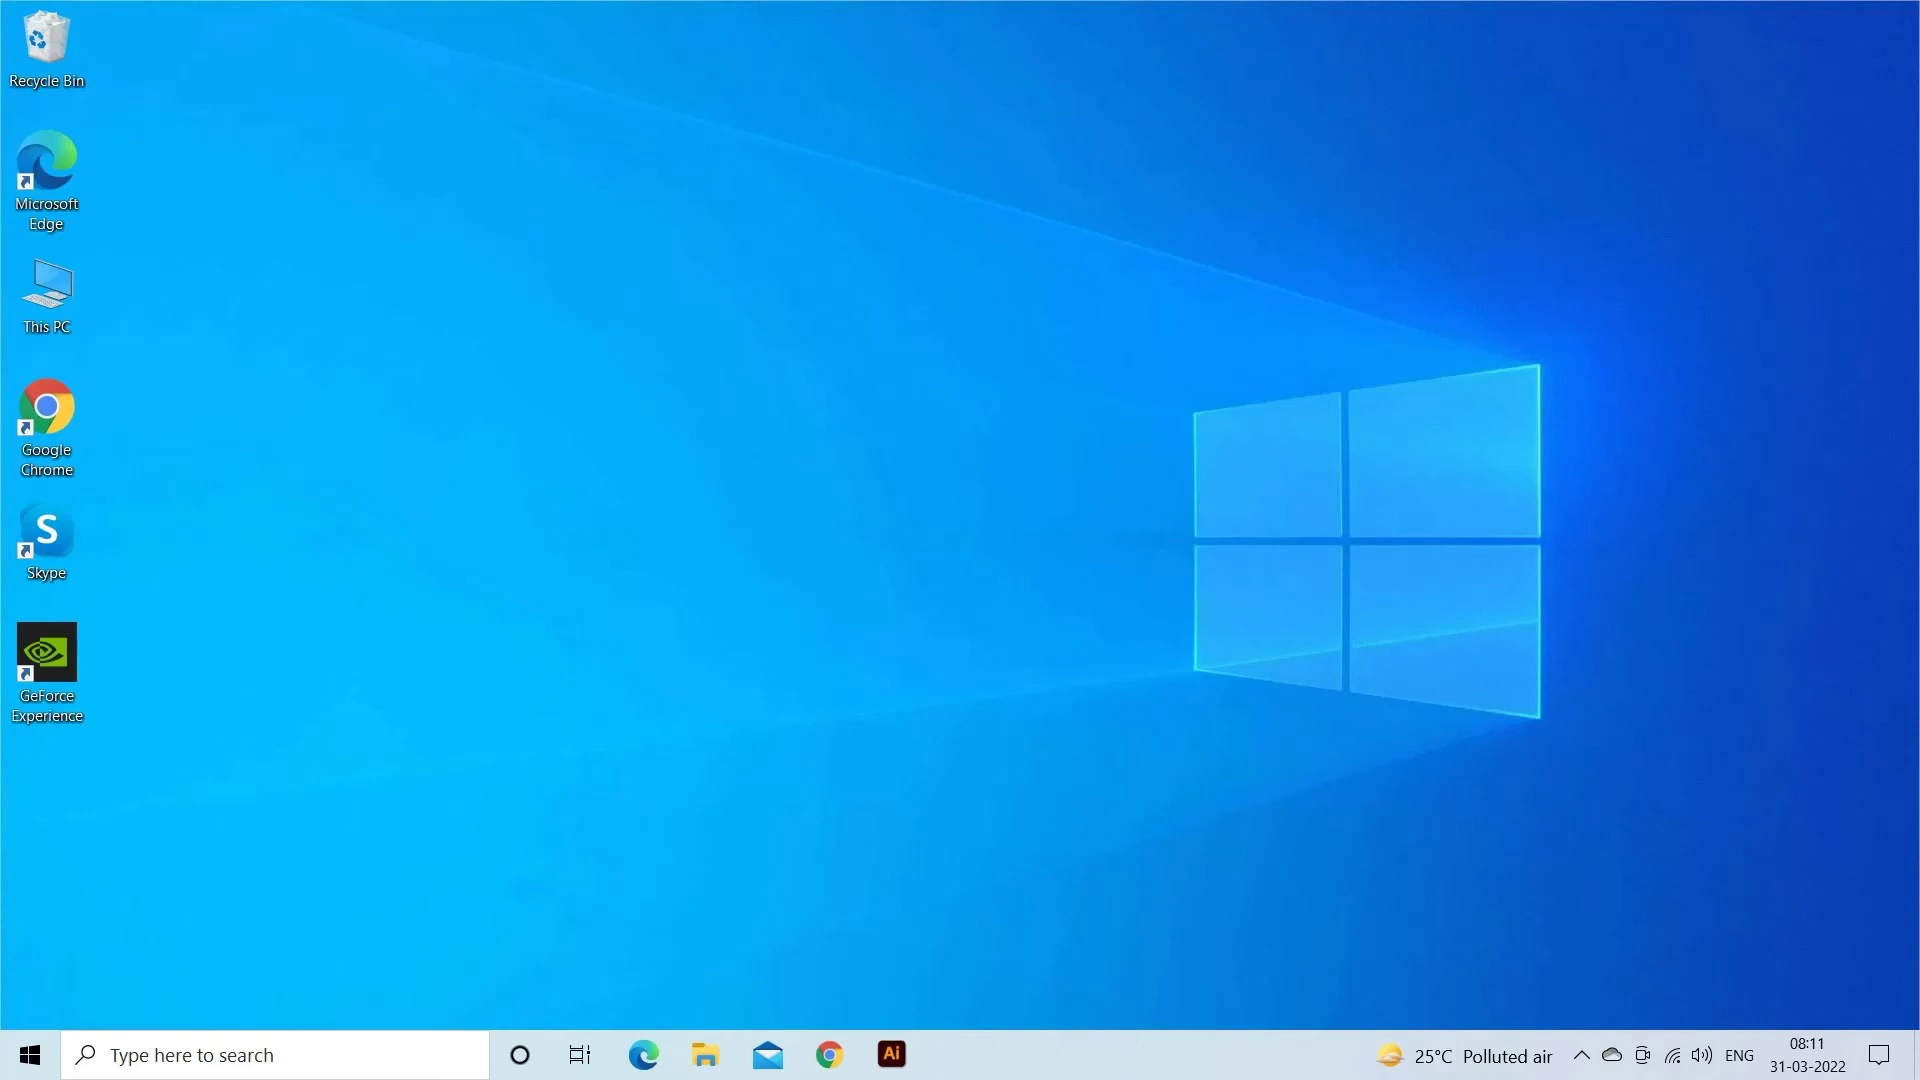 Recycle Bin
Microsoft
Edge
This PC
Google
Chrome
S
Skype
GeForce
Experience
Type here to search
Ai
25°C Polluted air
ENG
08:11
31-03-2022